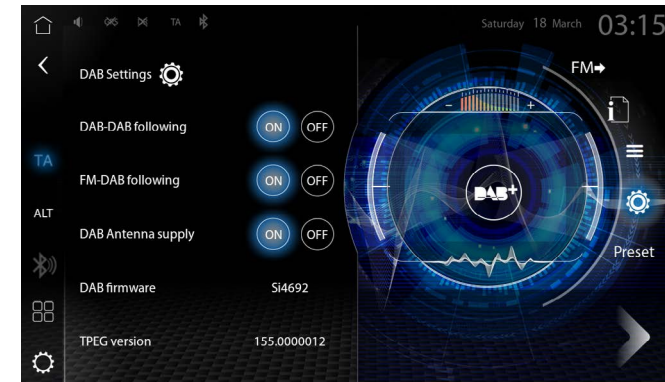 TA
Saturday 18 March 03:15
FM
DAB Settings
DAB-DAB following ON OFF
TA
FM-DAB following ON OFF
ALT
DAB Antenna supply ON OFF
DAB+
Preset
DAB firmware Si4692
TPEG version 155.0000012